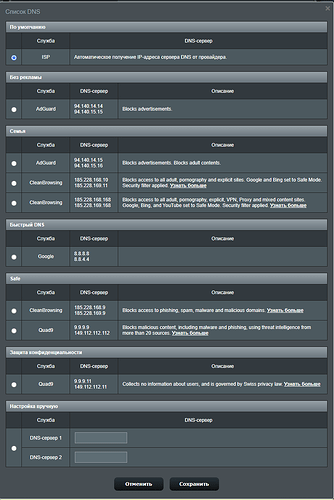 Список DNS
По умолчанию
Служба DNS-сервер
ISP Автоматическое получение IP-адреса сервера DNS от провайдера.
Без рекламы
Служба DNS-сервер Описание
AdGuard 94.140.14.14 Blocks advertisements.
94.140.15.15
Семья
Служба DNS-сервер Описание
AdGuard 94.140.14.15 Blocks advertisements. Blocks adult contents.
94.140.15.16
CleanBrowsing 185.228.168.10 Blocks access to all adult, pornography and explicit sites. Google and Bing set to Safe Mode.
185.228.169.11 Security filter applied. Узнать больше
CleanBrowsing 185.228.168.168 Blocks access to all adult, pornography, explicit, VPN, Proxy and mixed content sites.
185.228.169.168 Google, Bing, and YouTube set to Safe Mode. Security filter applied. Узнать больше
Быстрый DNS
Служба DNS-сервер Описание
Google 8.8.8.8
8.8.4.4
Safe
Служба DNS-сервер Описание
CleanBrowsing 185.228.168.9 Blocks access to phishing, spam, malware and malicious domains. Узнать больше
185.228.169.9
Quad9 9.9.9.9 Blocks malicious content, including malware and phishing, using threat intelligence from
149.112.112.112 more than 20 sources. Узнать больше
Защита конфиденциальности
Служба DNS-сервер Описание
Quad9 9.9.9.11 Collects no information about users, and is governed by Swiss privacy law. Узнать больше
149.112.112.11
Настройка вручную
Служба DNS-сервер
DNS-сервер 1
DNS-сервер 2
Отменить Сохранить